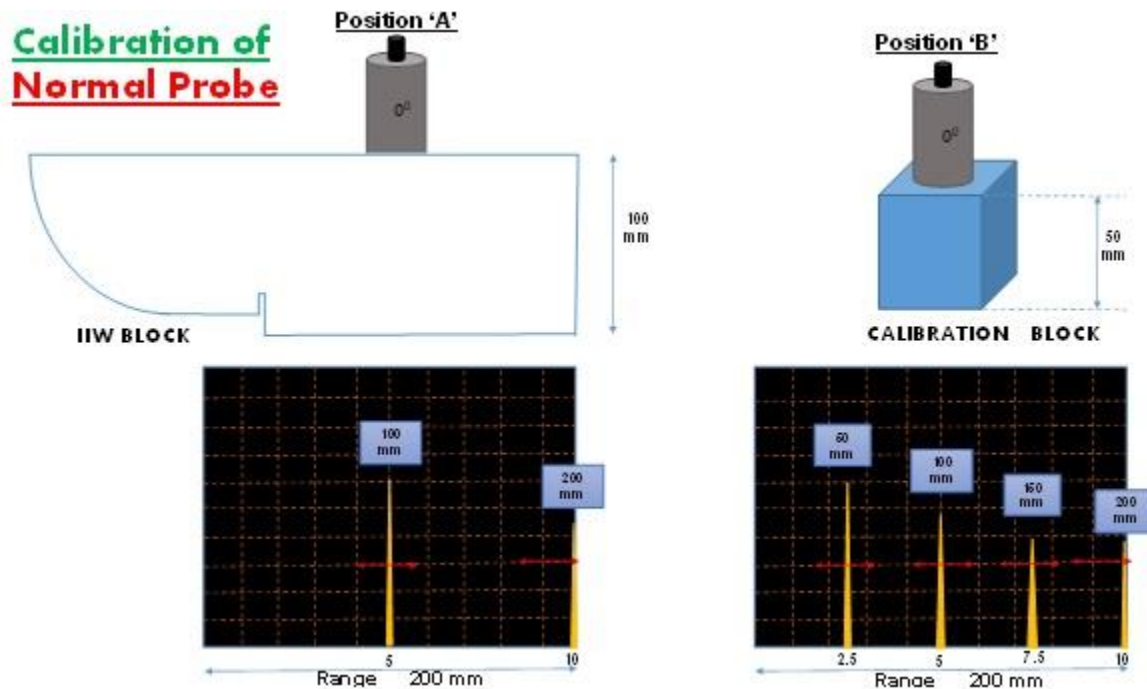 Calibration of
Normal Probe
Position 'A'
0⁰
100
mm
IIW BLOCK
Position 'B'
0⁰
50
mm
CALIBRATION BLOCK
100
mm
200
mm
5
10
Range 200 mm
50
mm
100
mm
150
mm
200
mm
2.5
5
7.5
10
Range 200 mm